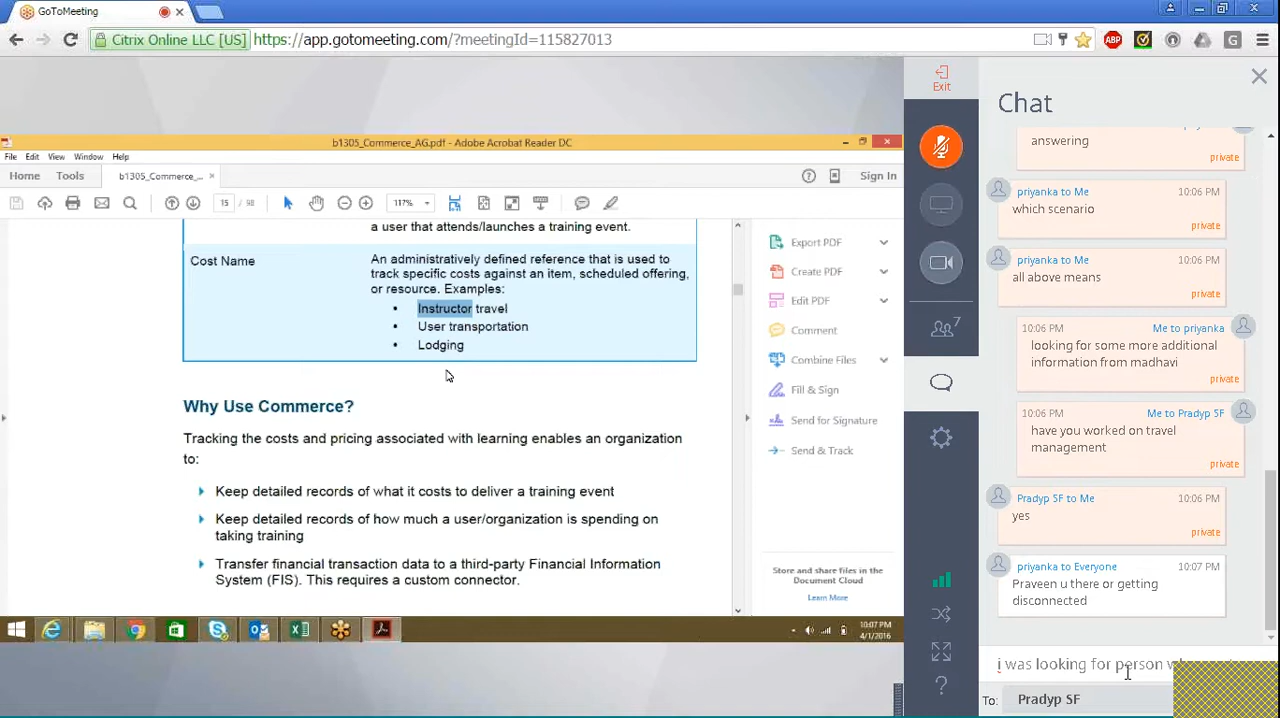 GoToMeeting
Citrix Online LLC [US]
https://app.gotomeeting.com/?meetingId=115827013
ABP
G
b1305_Commerce_AG.pdf - Adobe Acrobat Reader DC
File Edit View Window Help
Home Tools b1305_Commerce_... Sign In
15 / 98 117%
a user that attends/launches a training event.
Cost Name
An administratively defined reference that is used to
track specific costs against an item, scheduled offering,
or resource. Examples:
• Instructor travel
• User transportation
• Lodging
Why Use Commerce?
Tracking the costs and pricing associated with learning enables an organization
to:
Keep detailed records of what it costs to deliver a training event
Keep detailed records of how much a user/organization is spending on
taking training
Transfer financial transaction data to a third-party Financial Information
System (FIS). This requires a custom connector.
Export PDF
Create PDF
Edit PDF
Comment
Combine Files
Fill & Sign
Send for Signature
Send & Track
Store and share files in the
Document Cloud
Learn More
10:07 PM
4/1/2016
Exit
7
?
Chat
answering
private
priyanka to Me 10:06 PM
which scenario
private
priyanka to Me 10:06 PM
all above means
private
10:06 PM Me to priyanka
looking for some more additional
information from madhavi
private
10:06 PM Me to Pradyp SF
have you worked on travel
management
private
Pradyp SF to Me 10:06 PM
yes
private
priyanka to Everyone 10:07 PM
Praveen u there or getting
disconnected
i was looking for person
To: Pradyp SF